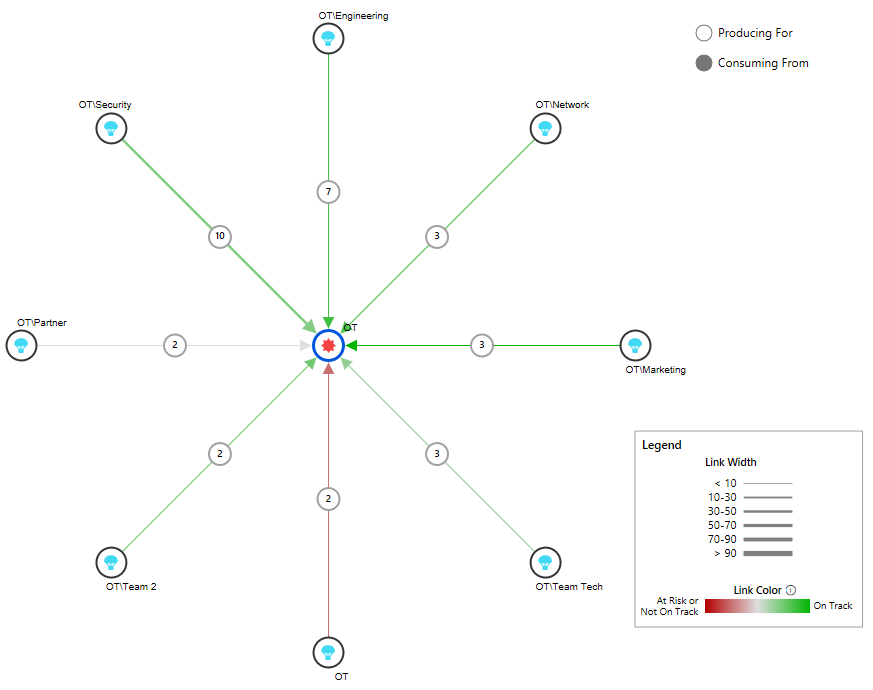 OT\Engineering
Producing For
Consuming From
OT\Security
OT\Network
7
10
3
OT\Partner
OT
2
3
OT\Marketing
2
3
2
OT\Team 2
OT\Team Tech
OT
Legend
Link Width
< 10
10-30
30-50
50-70
70-90
> 90
Link Color
At Risk or
Not On Track
On Track